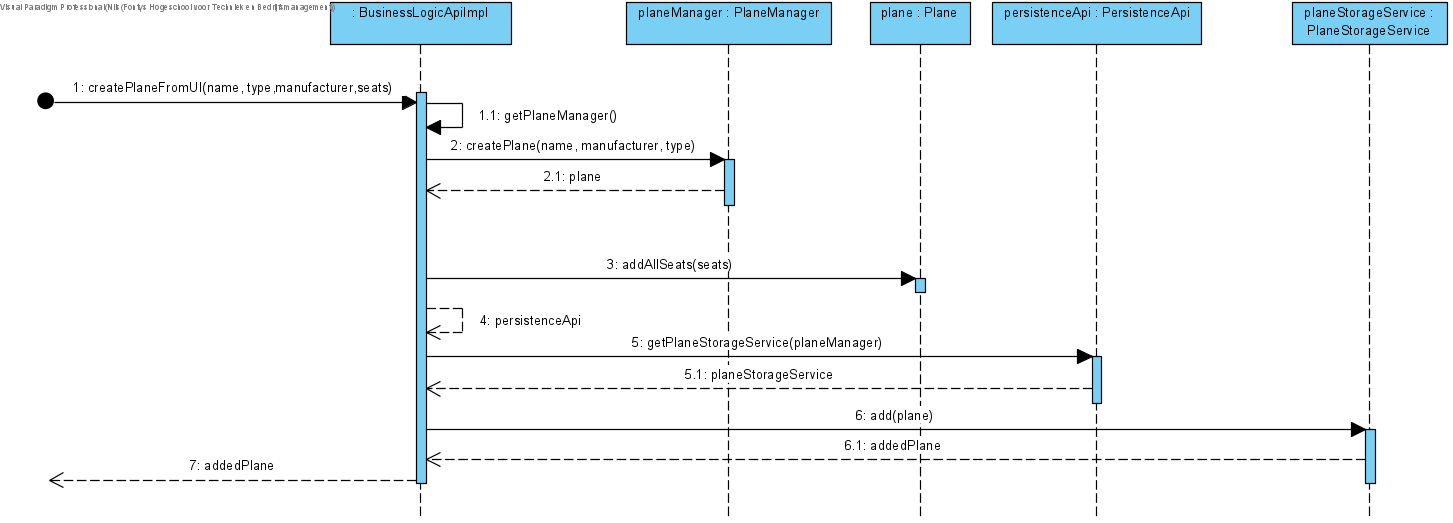 Visual Paradigm Professional(Nils(Fontys Hogeschool voor Techniek en Bedrijfsmanagement))
: BusinessLogicApiImpl
planeManager : PlaneManager
plane : Plane
persistenceApi : PersistenceApi
planeStorageService :
PlaneStorageService
1: createPlaneFromUI(name, type,manufacturer,seats)
1.1: getPlaneManager()
2: createPlane(name, manufacturer, type)
2.1: plane
3: addAllSeats(seats)
4: persistenceApi
5: getPlaneStorageService(planeManager)
5.1: planeStorageService
6: add(plane)
6.1: addedPlane
7: addedPlane